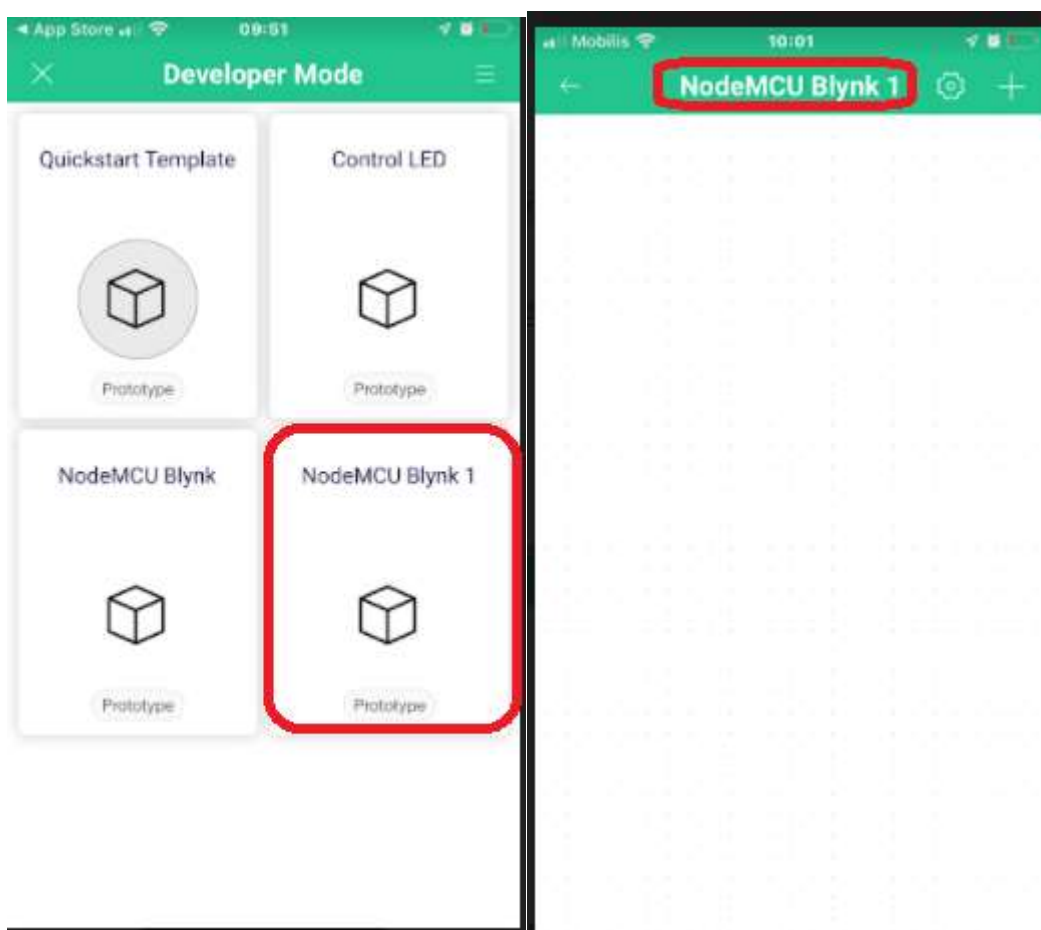 App Store
09:51
Developer Mode
Quickstart Template
Control LED
Prototype
Prototype
NodeMCU Blynk
NodeMCU Blynk 1
Prototype
Prototype
Mobilis
10:01
NodeMCU Blynk 1